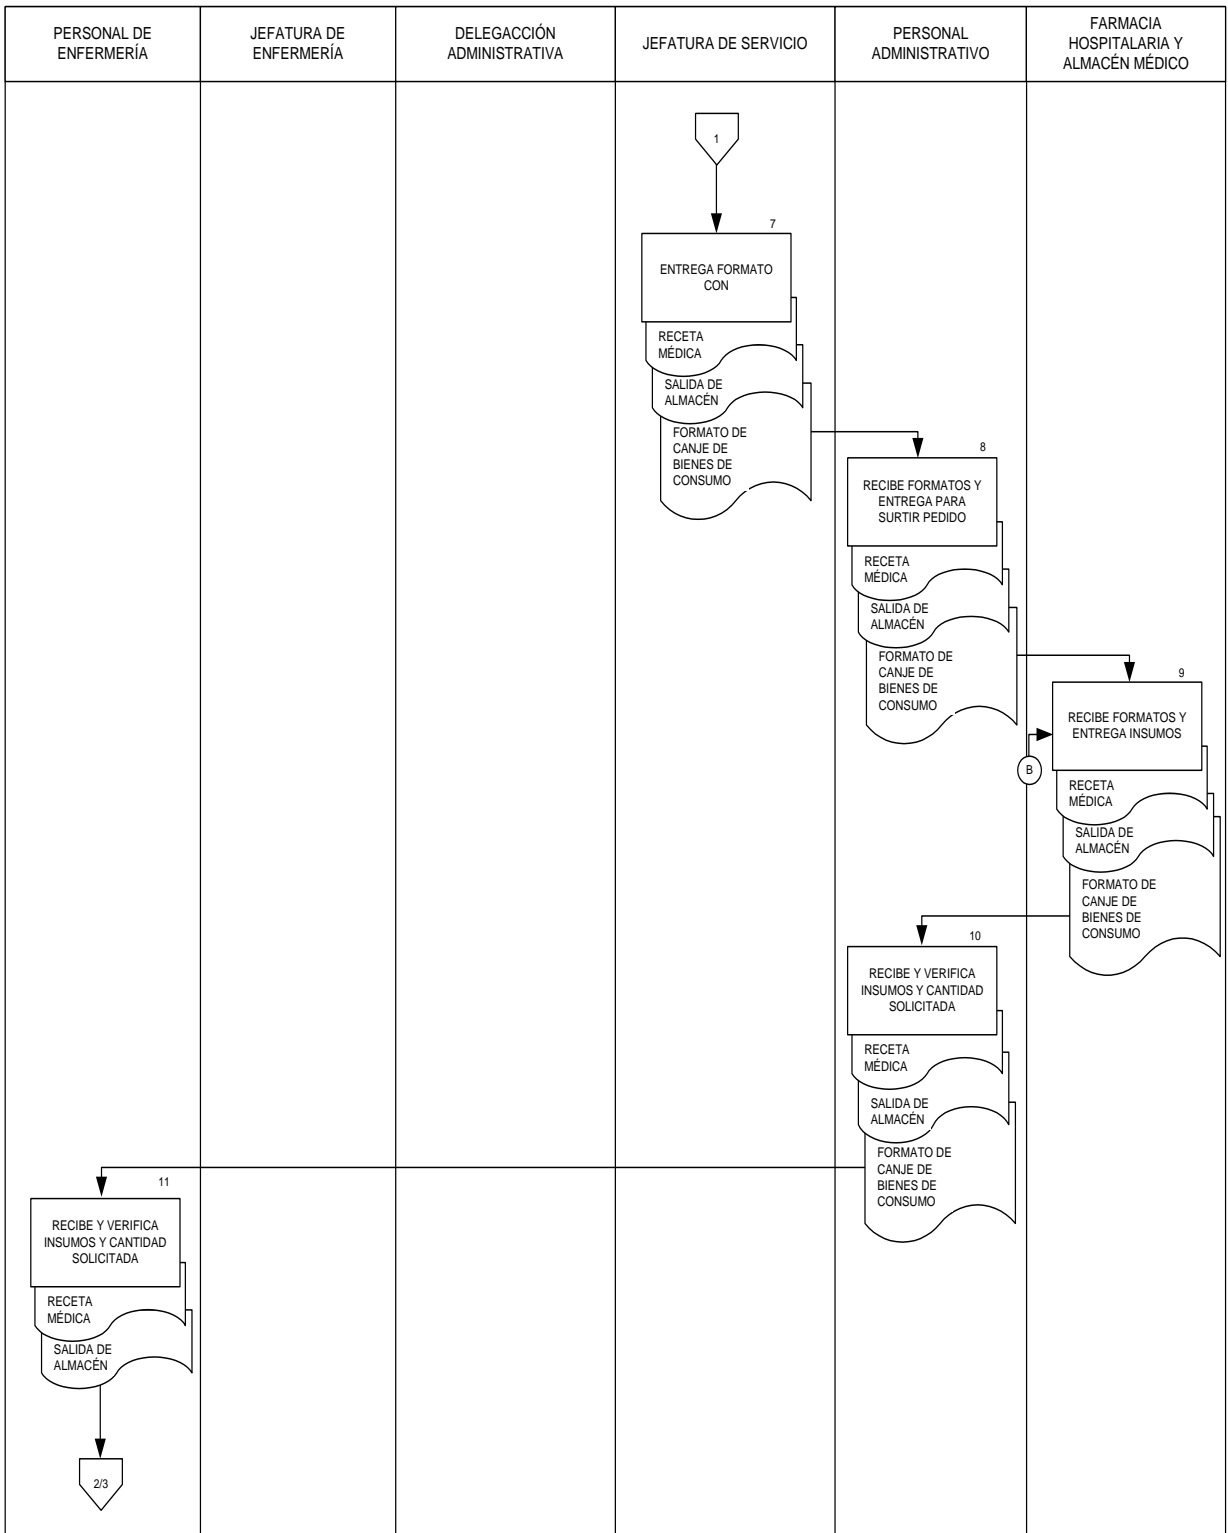 PERSONAL DE
ENFERMERÍA
JEFATURA DE
ENFERMERÍA
DELEGACCIÓN
ADMINISTRATIVA
JEFATURA DE SERVICIO
PERSONAL
ADMINISTRATIVO
FARMACIA
HOSPITALARIA Y
ALMACÉN MÉDICO
1
7
ENTREGA FORMATO
CON
RECETA
MÉDICA
SALIDA DE
ALMACÉN
FORMATO DE
CANJE DE
BIENES DE
CONSUMO
8
RECIBE FORMATOS Y
ENTREGA PARA
SURTIR PEDIDO
RECETA
MÉDICA
SALIDA DE
ALMACÉN
FORMATO DE
CANJE DE
BIENES DE
CONSUMO
9
RECIBE FORMATOS Y
ENTREGA INSUMOS
B
RECETA
MÉDICA
SALIDA DE
ALMACÉN
FORMATO DE
CANJE DE
BIENES DE
CONSUMO
10
RECIBE Y VERIFICA
INSUMOS Y CANTIDAD
SOLICITADA
RECETA
MÉDICA
SALIDA DE
ALMACÉN
FORMATO DE
CANJE DE
BIENES DE
CONSUMO
11
RECIBE Y VERIFICA
INSUMOS Y CANTIDAD
SOLICITADA
RECETA
MÉDICA
SALIDA DE
ALMACÉN
2/3